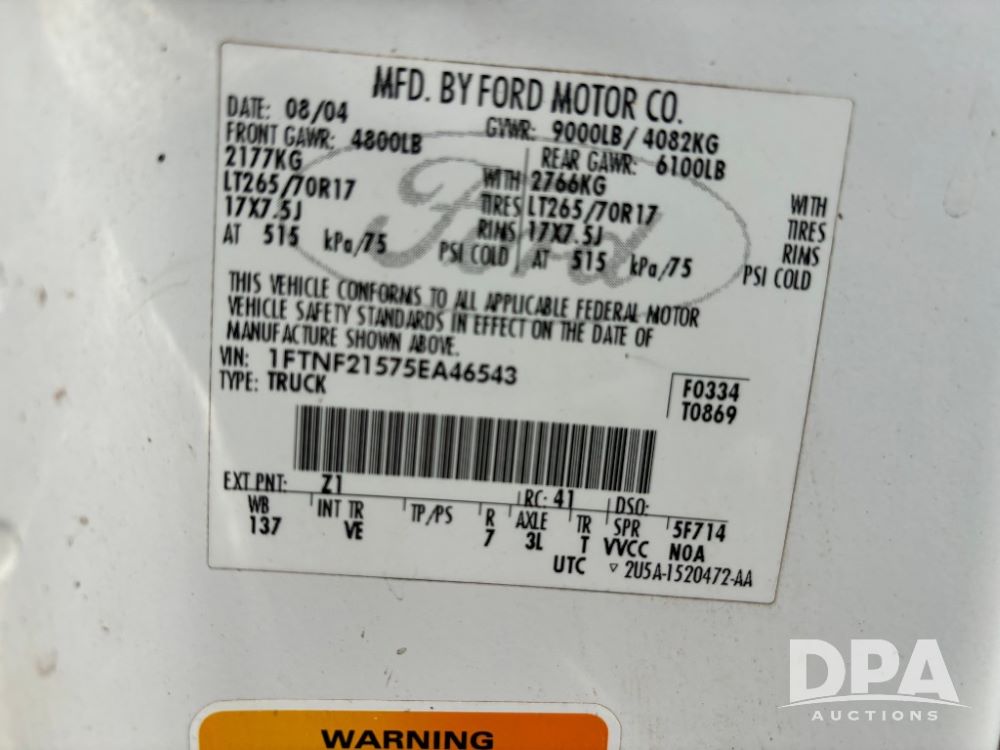 MFD. BY FORD MOTOR CO.
DATE: 08/04 GVWR: 9000LB/ 4082KG
FRONT GAWR: 4800LB REAR GAWR: 6100LB
2177KG WITH 2766KG WITH
LT265/70R17 TIRES LT265/70R17 TIRES
17X7.5J RIMS 17X7.5J RIMS
AT 515 kPa/75 PSI COLD AT 515 kPa/75 PSI COLD
Ford
THIS VEHICLE CONFORMS TO ALL APPLICABLE FEDERAL MOTOR
VEHICLE SAFETY STANDARDS IN EFFECT ON THE DATE OF
MANUFACTURE SHOWN ABOVE.
VIN: 1FTNF21575EA46543
TYPE: TRUCK
F0334
T0869
EXT PNT: Z1 RC: 41 DSO:
WB INT TR TP/PS R AXLE TR SPR 5F714
137 VE 7 3L T VVCC NOA
UTC ▽ 2U5A-1520472-AA
WARNING
DPA
AUCTIONS